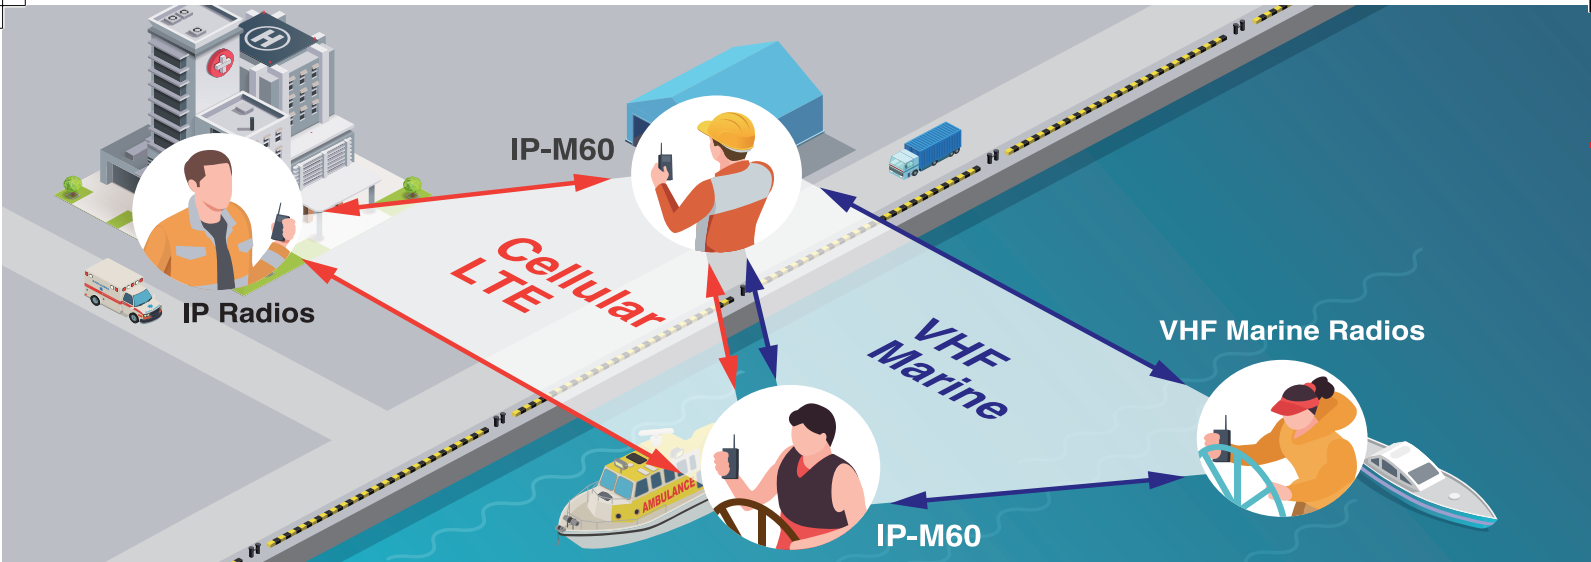 IP-M60
IP Radios
Cellular
LTE
VHF
Marine
VHF Marine Radios
AMBULANCE
IP-M60
H